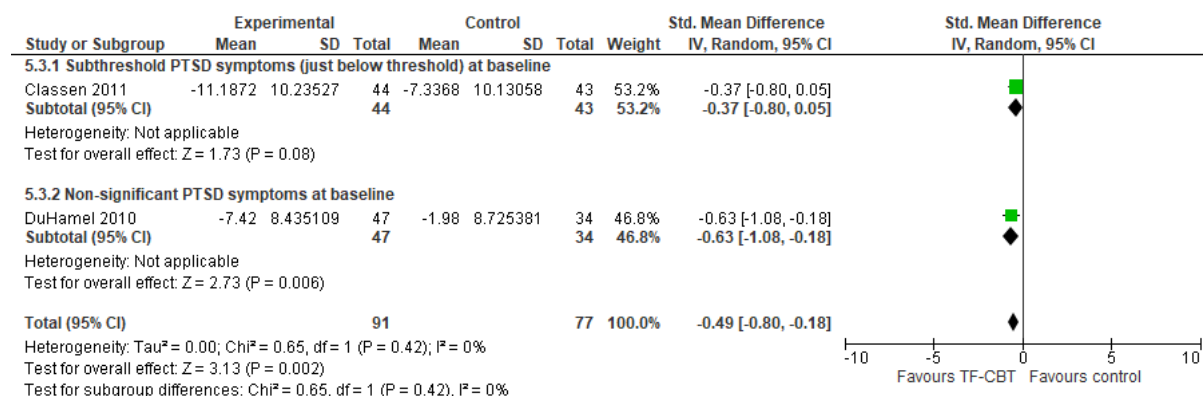 Experimental Control Std. Mean Difference Std. Mean Difference
Study or Subgroup Mean SD Total Mean SD Total Weight IV, Random, 95% CI IV, Random, 95% CI
5.3.1 Subthreshold PTSD symptoms (just below threshold) at baseline
Classen 2011 -11.1872 10.23527 44 -7.3368 10.13058 43 53.2% -0.37 [-0.80, 0.05]
Subtotal (95% CI) 44 43 53.2% -0.37 [-0.80, 0.05]
Heterogeneity: Not applicable
Test for overall effect: Z = 1.73 (P = 0.08)
5.3.2 Non-significant PTSD symptoms at baseline
DuHamel 2010 -7.42 8.435109 47 -1.98 8.725381 34 46.8% -0.63 [-1.08, -0.18]
Subtotal (95% CI) 47 34 46.8% -0.63 [-1.08, -0.18]
Heterogeneity: Not applicable
Test for overall effect: Z = 2.73 (P = 0.006)
Total (95% CI) 91 77 100.0% -0.49 [-0.80, -0.18]
Heterogeneity: Tau² = 0.00; Chi² = 0.65, df = 1 (P = 0.42); I² = 0%
Test for overall effect: Z = 3.13 (P = 0.002)
Test for subgroup differences: Chi² = 0.65, df = 1 (P = 0.42), I² = 0%
-10 -5 0 5 10
Favours TF-CBT Favours control